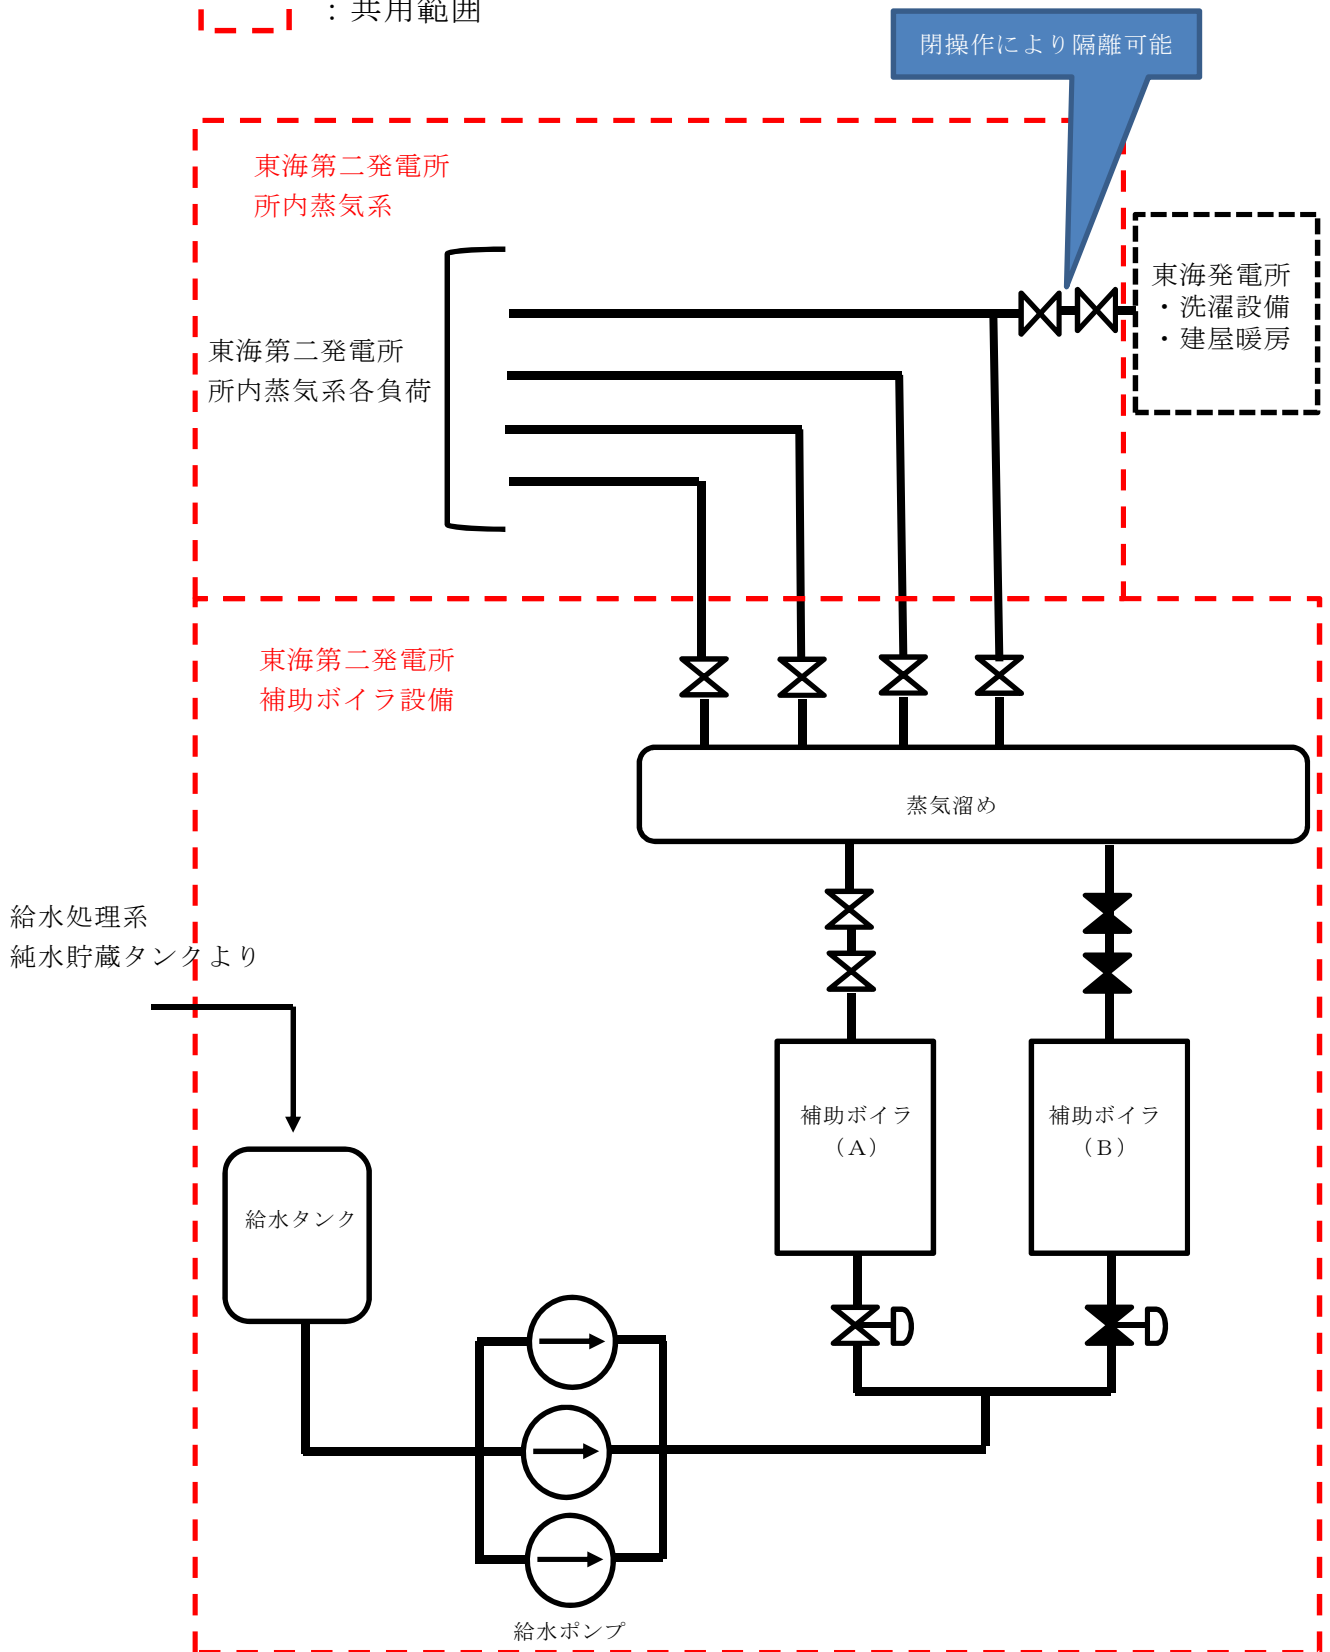 ：共用範囲
閉操作により隔離可能
東海第二発電所
所内蒸気系
東海発電所
・洗濯設備
・建屋暖房
東海第二発電所
所内蒸気系各負荷
東海第二発電所
補助ボイラ設備
蒸気溜め
給水処理系
純水貯蔵タンクより
補助ボイラ
（A）
補助ボイラ
（B）
給水タンク
給水ポンプ